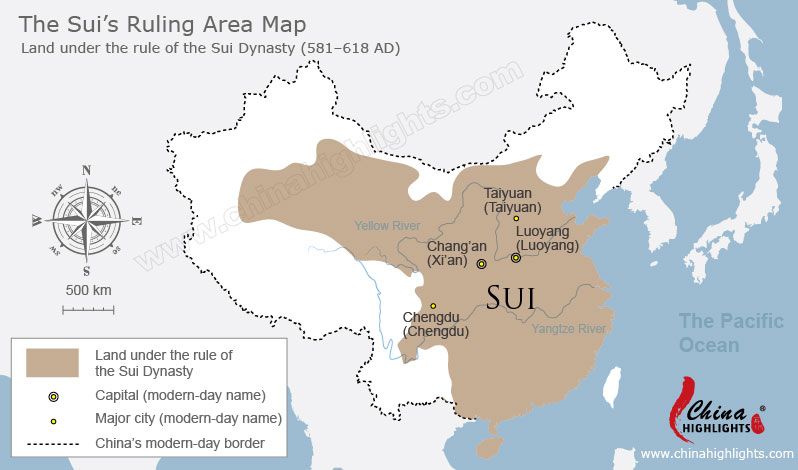 The Sui's Ruling Area Map
Land under the rule of the Sui Dynasty (581–618 AD)
www.chinahighlights.com
N
nw
ne
W
E
sw
se
S
500 km
Taiyuan
(Taiyuan)
Yellow River
Luoyang
(Luoyang)
Chang'an
(Xi'an)
SUI
Chengdu
(Chengdu)
Yangtze River
The Pacific
Ocean
Land under the rule of
the Sui Dynasty
Capital (modern-day name)
Major city (modern-day name)
China's modern-day border
China ®
HIGHLIGHTS
www.chinahighlights.com